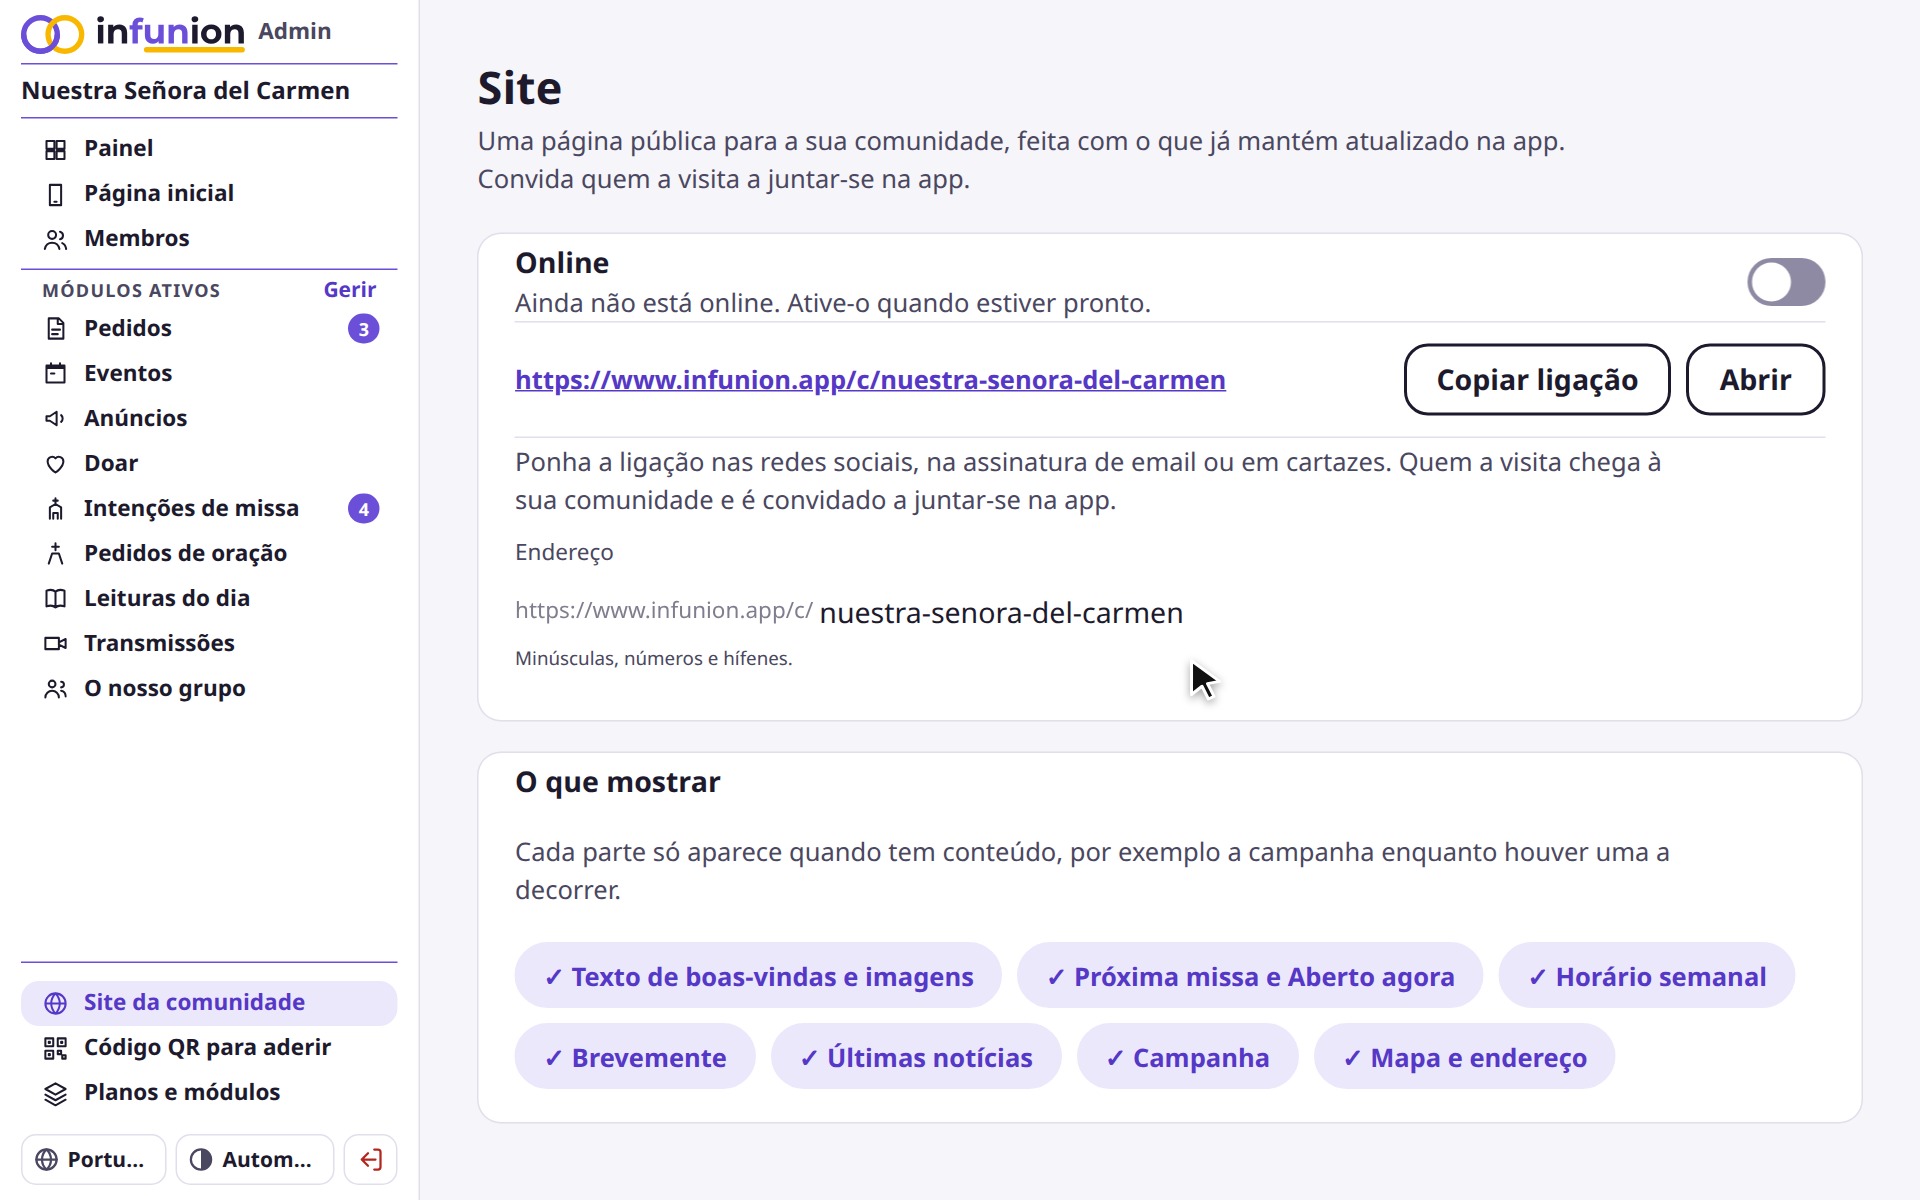 infunion Admin
Nuestra Señora del Carmen
Painel
Página inicial
Membros
MÓDULOS ATIVOS Gerir
Pedidos 3
Eventos
Anúncios
Doar
Intenções de missa 4
Pedidos de oração
Leituras do dia
Transmissões
O nosso grupo
Site da comunidade
Código QR para aderir
Planos e módulos
Portu... Autom...
Site
Uma página pública para a sua comunidade, feita com o que já mantém atualizado na app.
Convida quem a visita a juntar-se na app.
Online
Ainda não está online. Ative-o quando estiver pronto.
https://www.infunion.app/c/nuestra-senora-del-carmen Copiar ligação Abrir
Ponha a ligação nas redes sociais, na assinatura de email ou em cartazes. Quem a visita chega à
sua comunidade e é convidado a juntar-se na app.
Endereço
https://www.infunion.app/c/ nuestra-senora-del-carmen
Minúsculas, números e hífenes.
O que mostrar
Cada parte só aparece quando tem conteúdo, por exemplo a campanha enquanto houver uma a
decorrer.
✓ Texto de boas-vindas e imagens ✓ Próxima missa e Aberto agora ✓ Horário semanal
✓ Brevemente ✓ Últimas notícias ✓ Campanha ✓ Mapa e endereço